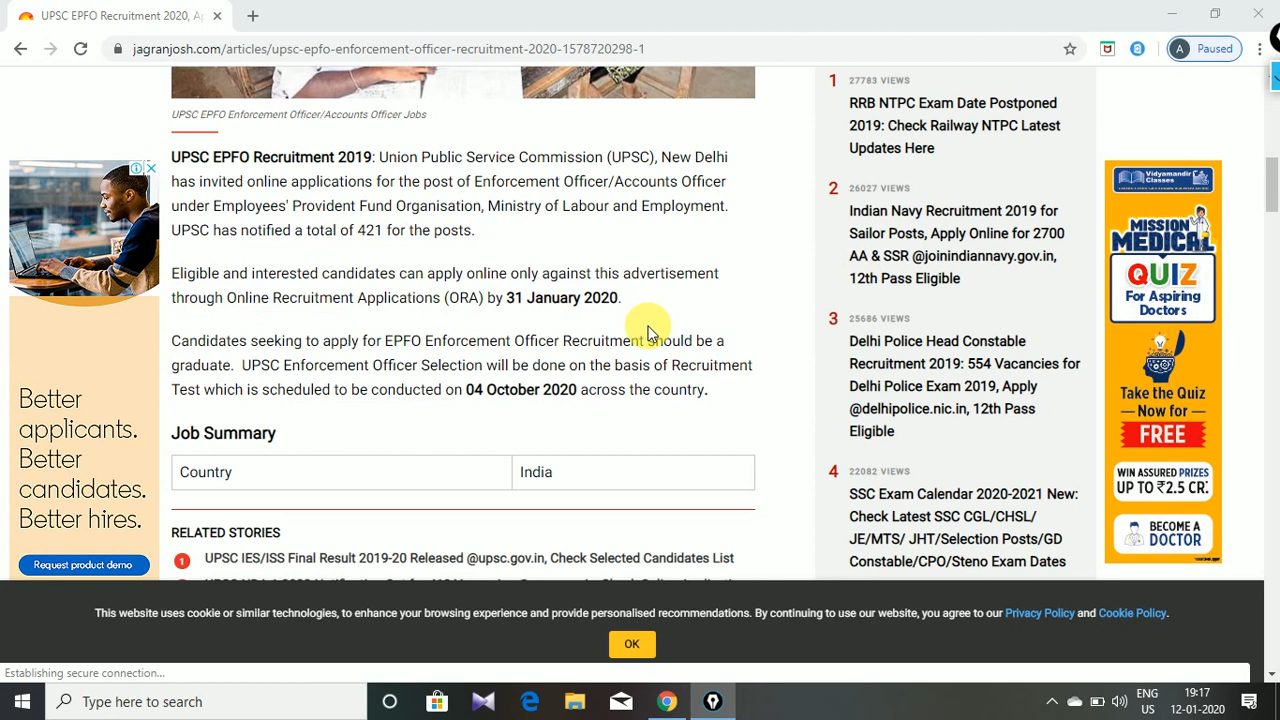 UPSC EPFO Recruitment 2020, Ap
jagranjosh.com/articles/upsc-epfo-enforcement-officer-recruitment-2020-1578720298-1
A Paused
UPSC EPFO Enforcement Officer/Accounts Officer Jobs
UPSC EPFO Recruitment 2019: Union Public Service Commission (UPSC), New Delhi
has invited online applications for the post of Enforcement Officer/Accounts Officer
under Employees' Provident Fund Organisation, Ministry of Labour and Employment.
UPSC has notified a total of 421 for the posts.
Eligible and interested candidates can apply online only against this advertisement
through Online Recruitment Applications (ORA) by 31 January 2020.
Candidates seeking to apply for EPFO Enforcement Officer Recruitment should be a
graduate. UPSC Enforcement Officer Selection will be done on the basis of Recruitment
Test which is scheduled to be conducted on 04 October 2020 across the country.
Job Summary
Country India
RELATED STORIES
1 UPSC IES/ISS Final Result 2019-20 Released @upsc.gov.in, Check Selected Candidates List
Better
applicants.
Better
candidates.
Better hires.
Request product demo
1 27783 VIEWS
RRB NTPC Exam Date Postponed
2019: Check Railway NTPC Latest
Updates Here
2 26027 VIEWS
Indian Navy Recruitment 2019 for
Sailor Posts, Apply Online for 2700
AA & SSR @joinindiannavy.gov.in,
12th Pass Eligible
3 25686 VIEWS
Delhi Police Head Constable
Recruitment 2019: 554 Vacancies for
Delhi Police Exam 2019, Apply
@delhipolice.nic.in, 12th Pass
Eligible
4 22082 VIEWS
SSC Exam Calendar 2020-2021 New:
Check Latest SSC CGL/CHSL/
JE/MTS/ JHT/Selection Posts/GD
Constable/CPO/Steno Exam Dates
Vidyamandir
Classes
MISSION
MEDICAL
QUIZ
For Aspiring
Doctors
Take the Quiz
Now for
FREE
WIN ASSURED PRIZES
UP TO ₹2.5 CR.
BECOME A
DOCTOR
This website uses cookie or similar technologies, to enhance your browsing experience and provide personalised recommendations. By continuing to use our website, you agree to our Privacy Policy and Cookie Policy.
OK
Establishing secure connection...
Type here to search
ENG
US
19:17
12-01-2020